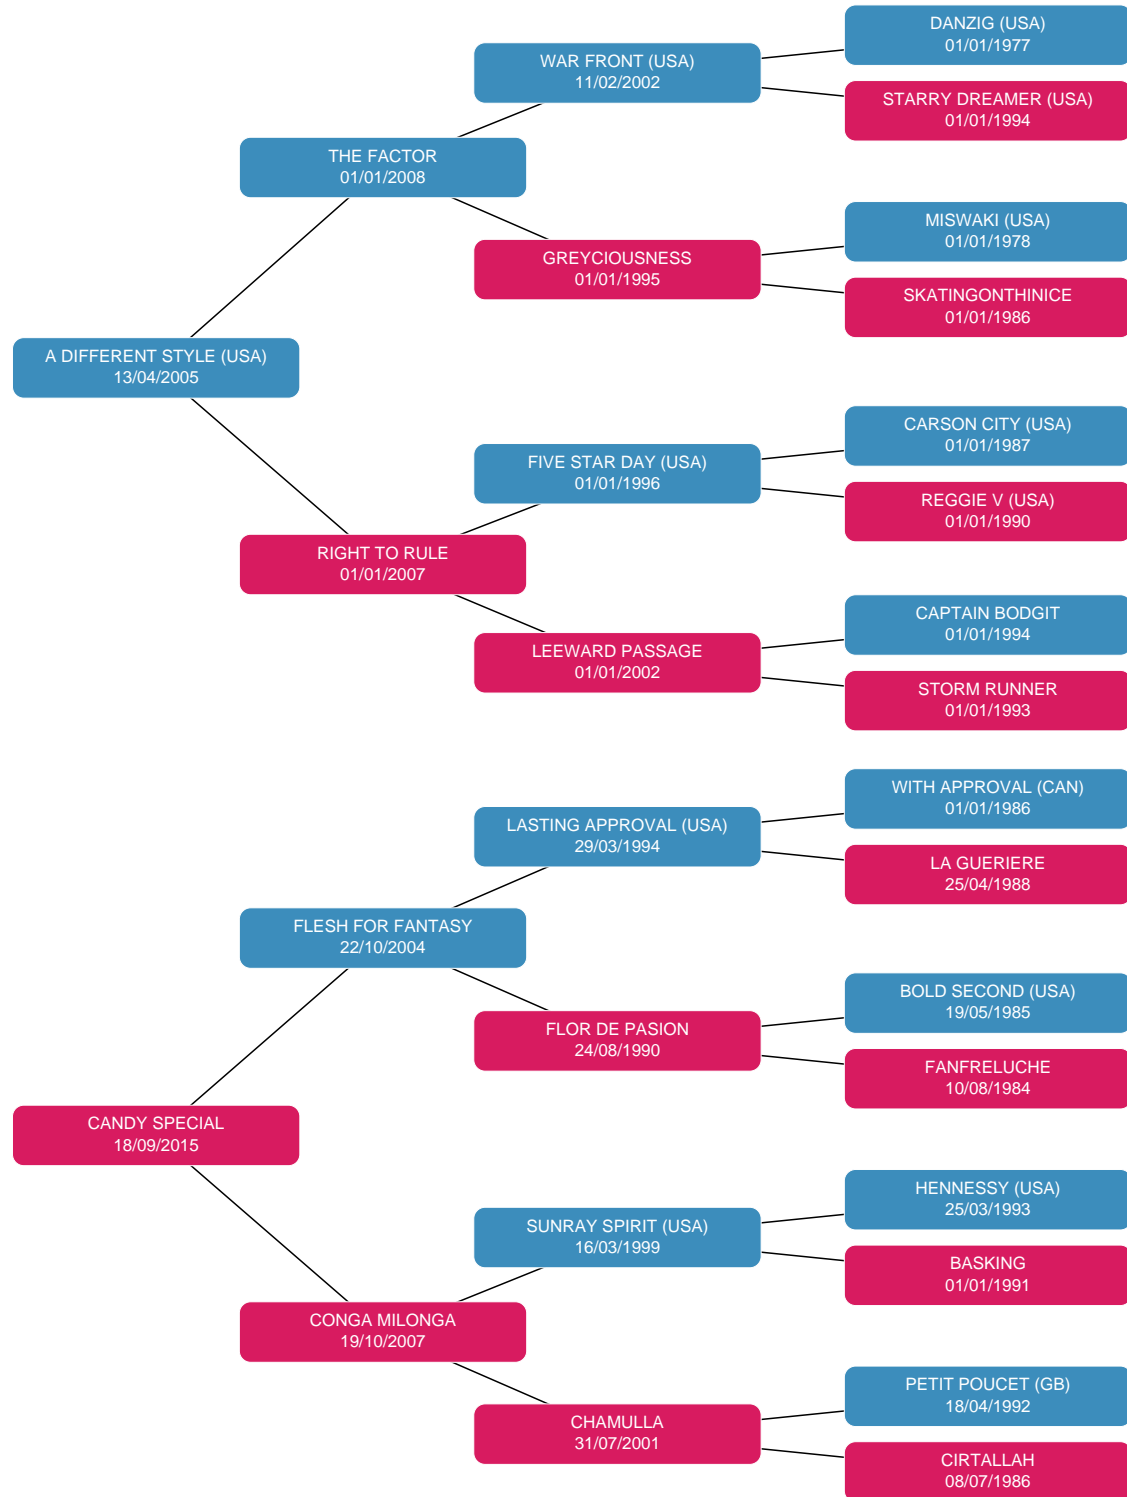 DANZIG (USA)
01/01/1977
WAR FRONT (USA)
11/02/2002
STARRY DREAMER (USA)
01/01/1994
THE FACTOR
01/01/2008
MISWAKI (USA)
01/01/1978
GREYCIOUSNESS
01/01/1995
SKATINGONTHINICE
01/01/1986
A DIFFERENT STYLE (USA)
13/04/2005
CARSON CITY (USA)
01/01/1987
FIVE STAR DAY (USA)
01/01/1996
REGGIE V (USA)
01/01/1990
RIGHT TO RULE
01/01/2007
CAPTAIN BODGIT
01/01/1994
LEEWARD PASSAGE
01/01/2002
STORM RUNNER
01/01/1993
WITH APPROVAL (CAN)
01/01/1986
LASTING APPROVAL (USA)
29/03/1994
LA GUERIERE
25/04/1988
FLESH FOR FANTASY
22/10/2004
BOLD SECOND (USA)
19/05/1985
FLOR DE PASION
24/08/1990
FANFRELUCHE
10/08/1984
CANDY SPECIAL
18/09/2015
HENNESSY (USA)
25/03/1993
SUNRAY SPIRIT (USA)
16/03/1999
BASKING
01/01/1991
CONGA MILONGA
19/10/2007
PETIT POUCET (GB)
18/04/1992
CHAMULLA
31/07/2001
CIRTALLAH
08/07/1986